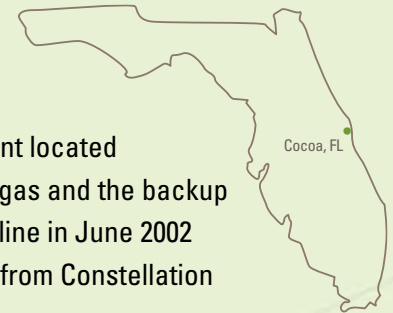 Cocoa, FL
nt located
gas and the backup
line in June 2002
from Constellation